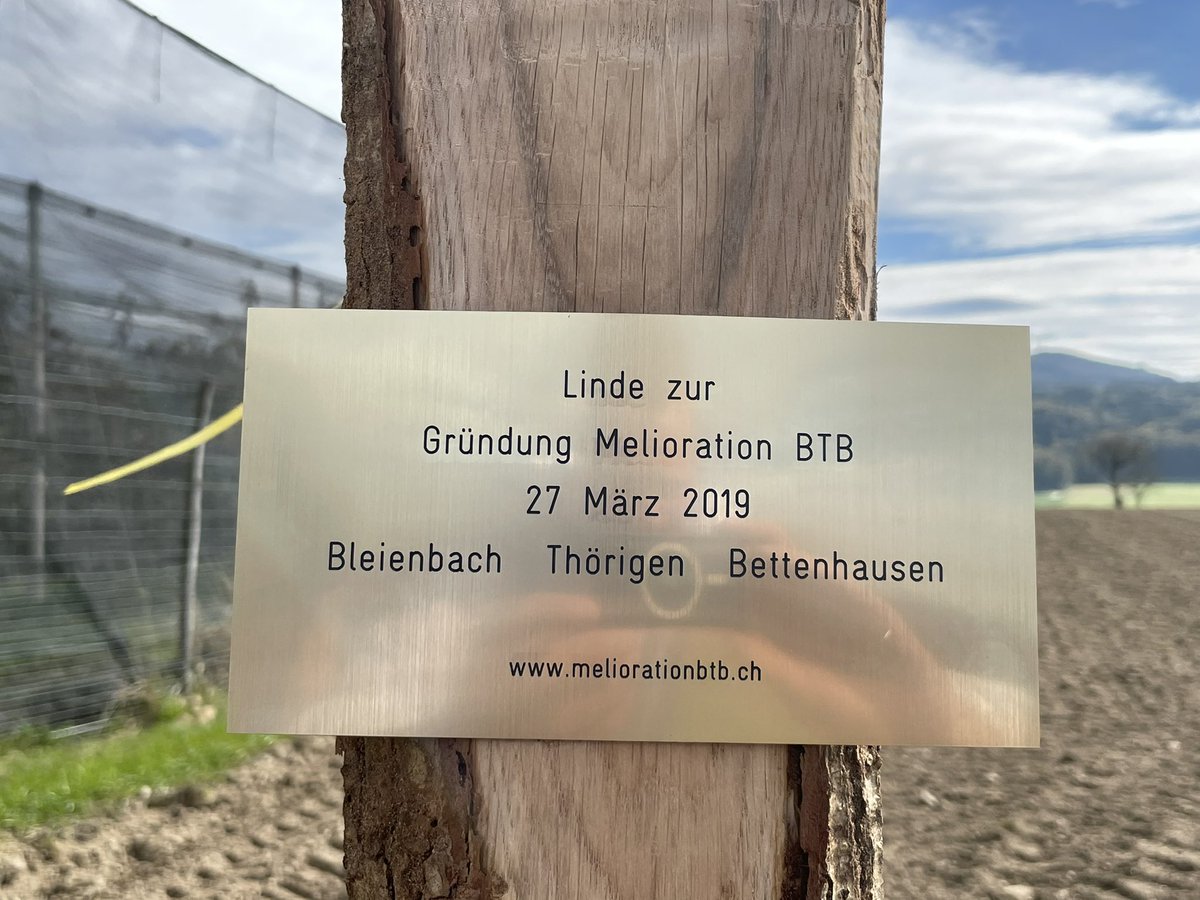 Linde zur
Gründung Melioration BTB
27 März 2019
Bleienbach Thörigen Bettenhausen
www.meliorationbtb.ch